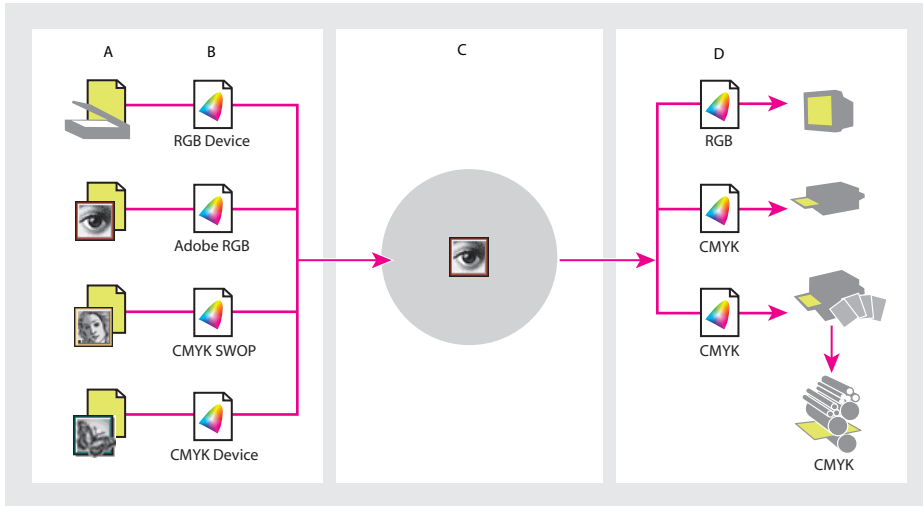 A
B
C
D
RGB Device
RGB
Adobe RGB
CMYK
CMYK SWOP
CMYK
CMYK Device
CMYK